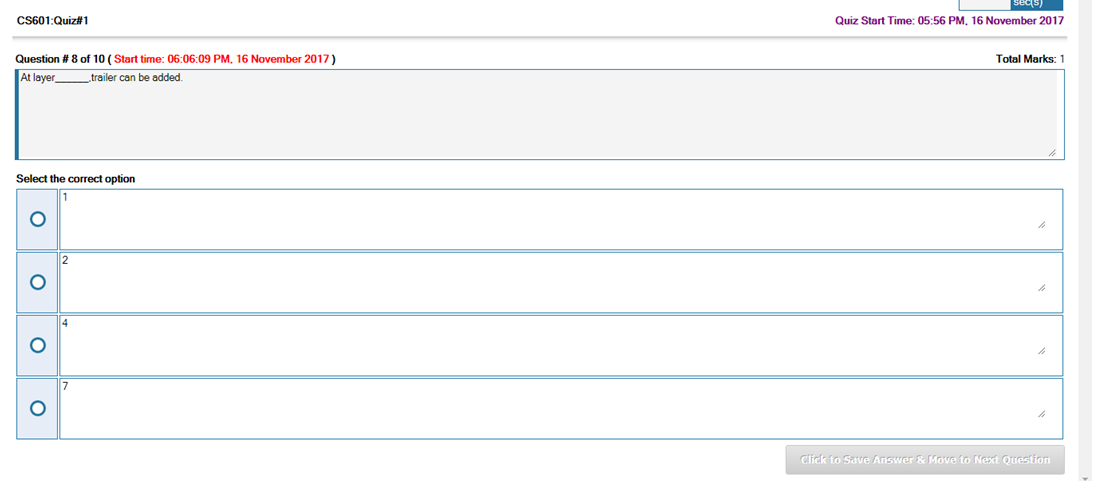 sec(s)
CS601:Quiz#1
Quiz Start Time: 05:56 PM, 16 November 2017
Question # 8 of 10 ( Start time: 06:06:09 PM, 16 November 2017 )
Total Marks: 1
At layer______,trailer can be added.
Select the correct option
1
2
4
7
Click to Save Answer & Move to Next Question